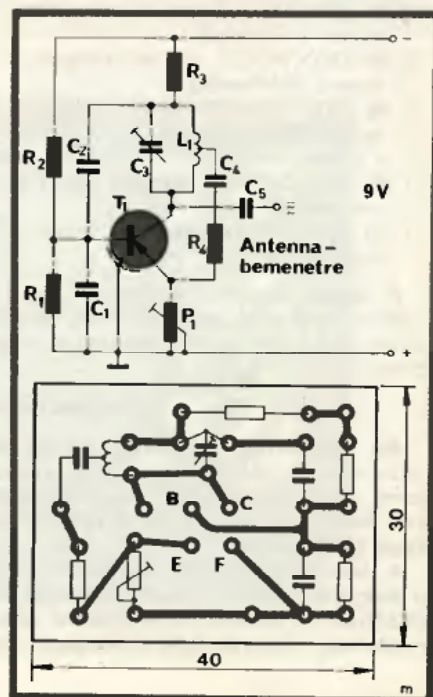 −
R3
R2
C2
C3
L1
C4
C5
9V
T1
R4
Antenna-
bemenetre
R1
C1
P1
+
B
C
E
F
30
40
m